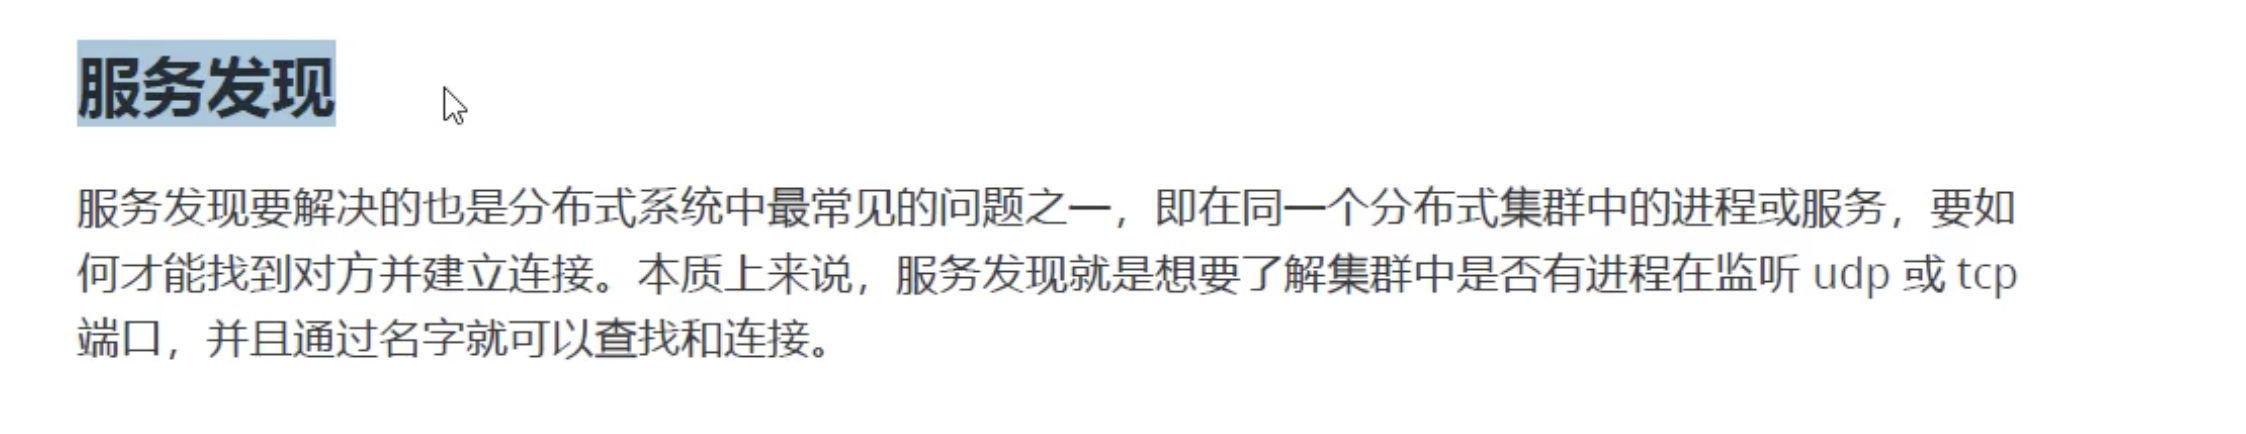 服务发现
服务发现要解决的也是分布式系统中最常见的问题之一，即在同一个分布式集群中的进程或服务，要如
何才能找到对方并建立连接。本质上来说，服务发现就是想要了解集群中是否有进程在监听 udp 或 tcp
端口，并且通过名字就可以查找和连接。